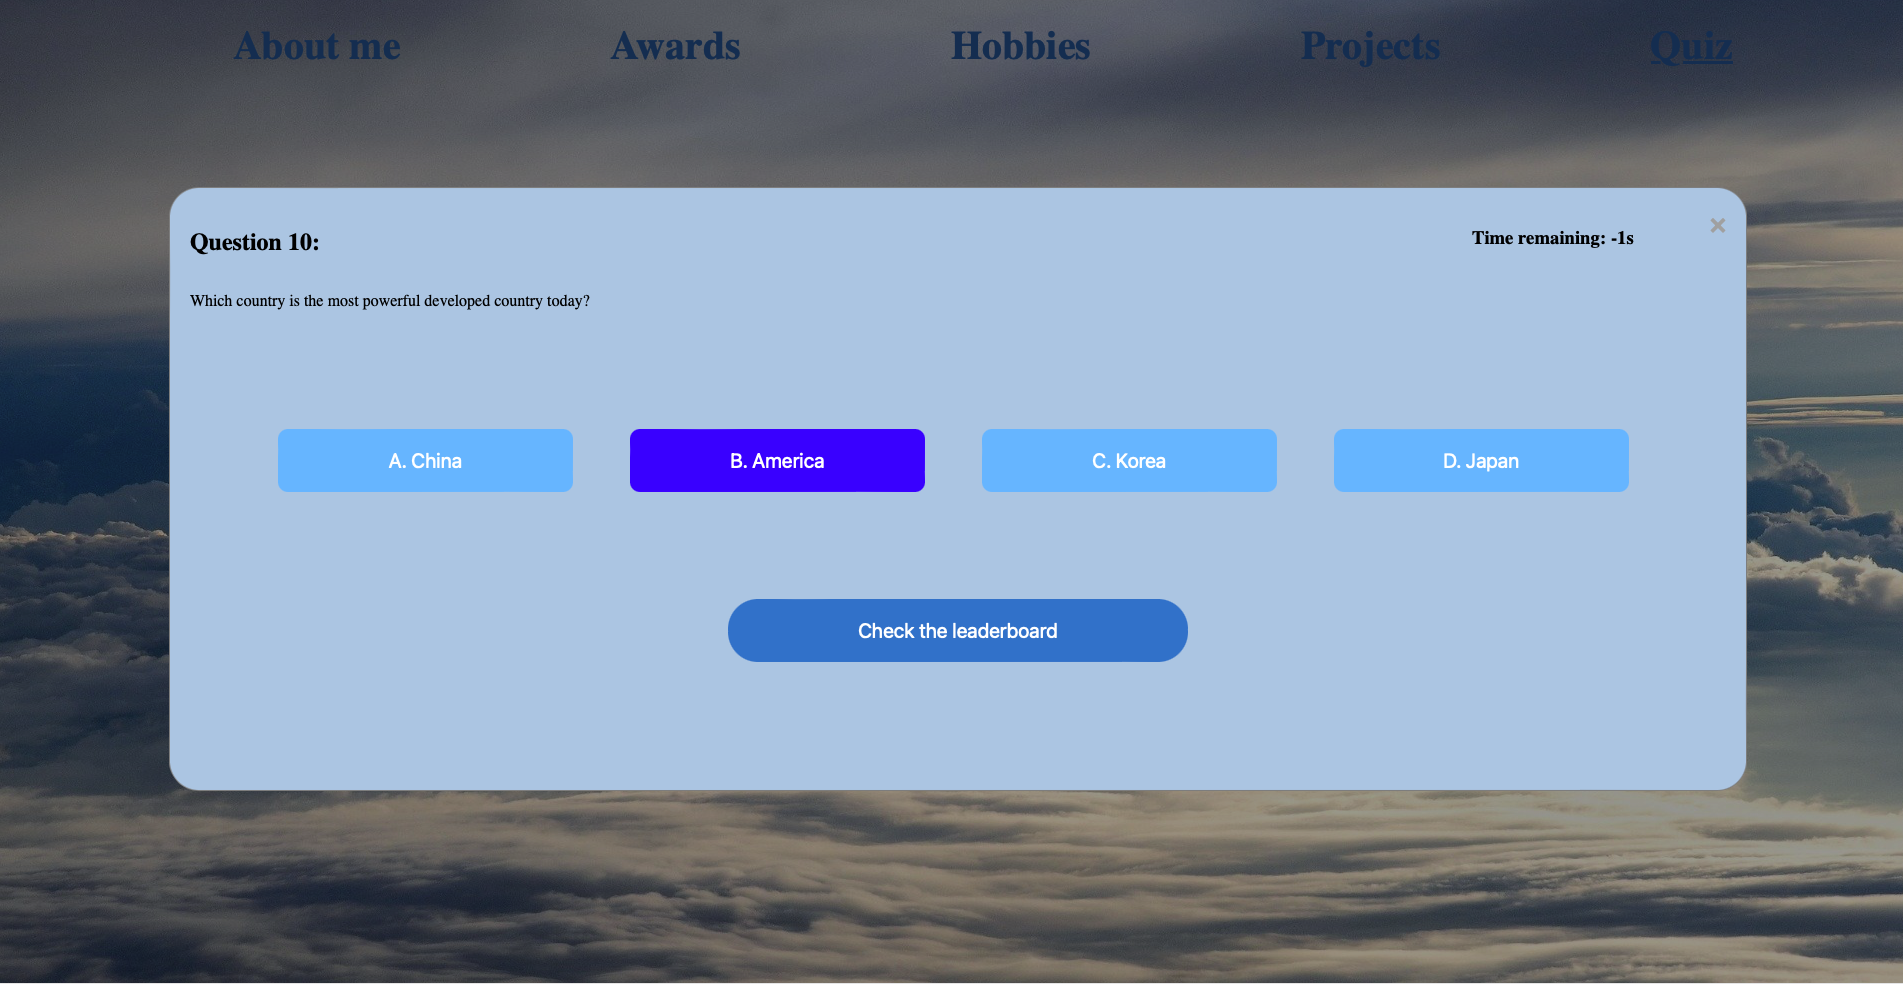 About me Awards Hobbies Projects Quiz
Question 10:
Time remaining: -1s
×
Which country is the most powerful developed country today?
A. China
B. America
C. Korea
D. Japan
Check the leaderboard